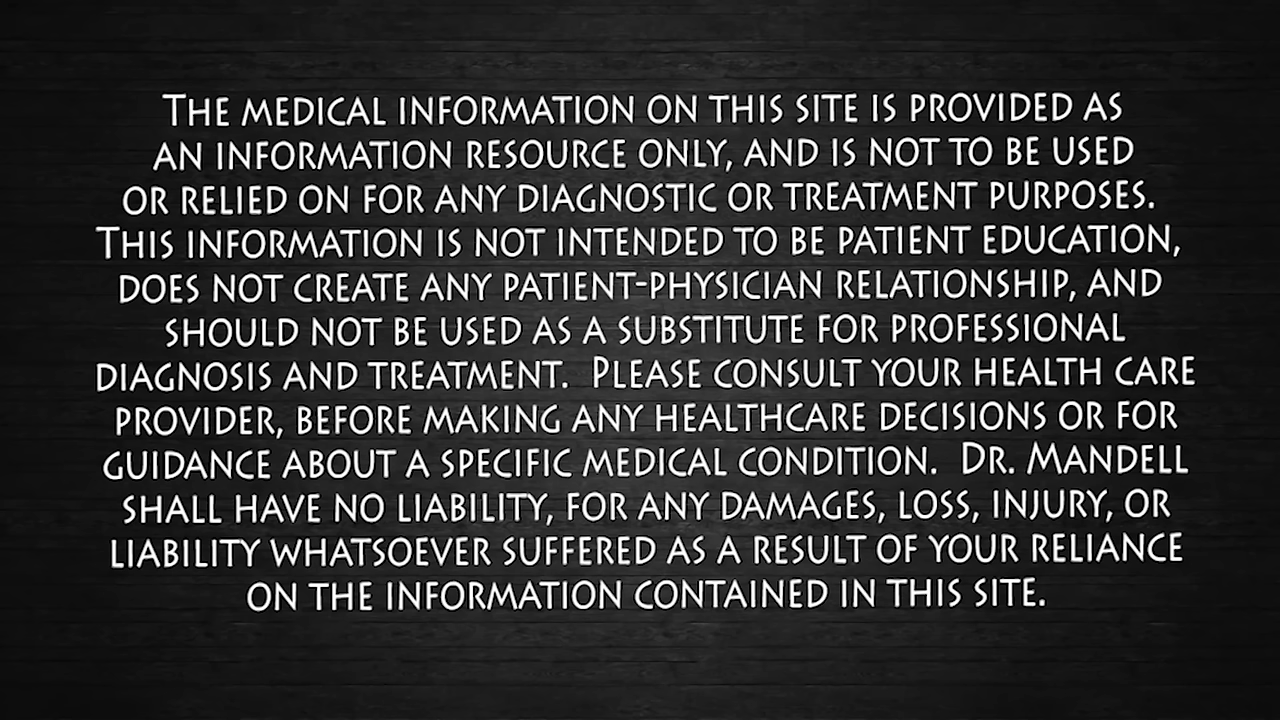 The medical information on this site is provided as
an information resource only, and is not to be used
or relied on for any diagnostic or treatment purposes.
This information is not intended to be patient education,
does not create any patient-physician relationship, and
should not be used as a substitute for professional
diagnosis and treatment.  Please consult your health care
provider, before making any healthcare decisions or for
guidance about a specific medical condition.  Dr. Mandell
shall have no liability, for any damages, loss, injury, or
liability whatsoever suffered as a result of your reliance
on the information contained in this site.